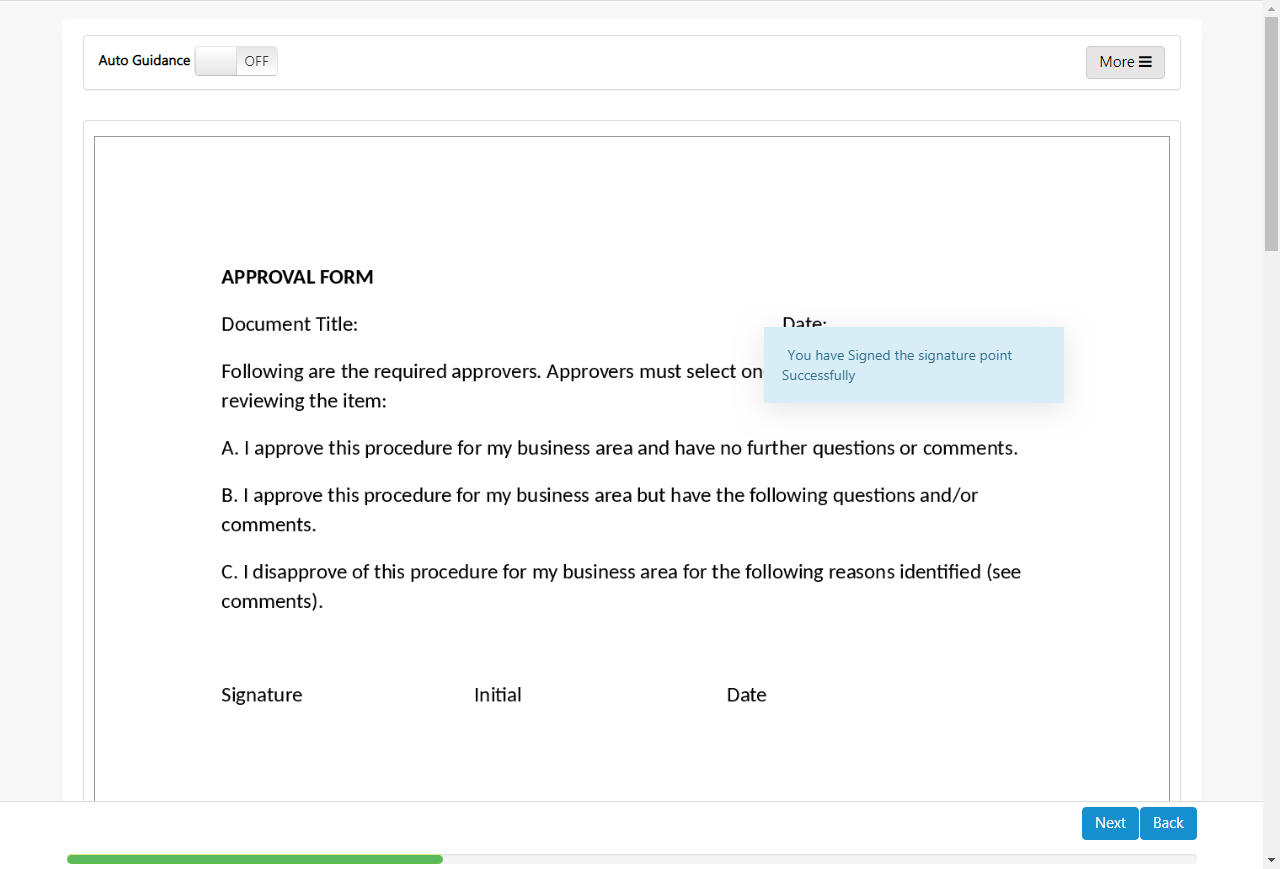 Auto Guidance OFF More
APPROVAL FORM
Document Title: Date:
You have Signed the signature point
Successfully
Following are the required approvers. Approvers must select
reviewing the item:
A. I approve this procedure for my business area and have no further questions or comments.
B. I approve this procedure for my business area but have the following questions and/or
comments.
C. I disapprove of this procedure for my business area for the following reasons identified (see
comments).
Signature Initial Date
Next Back